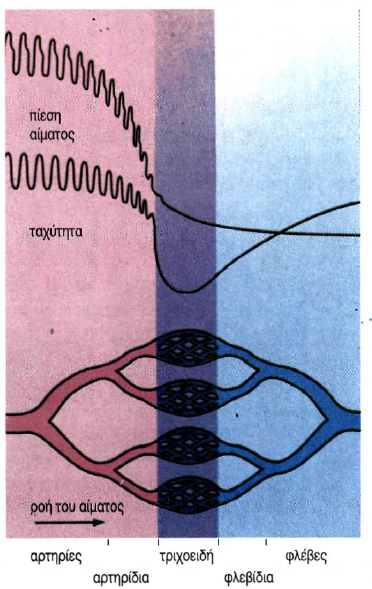 πίεση
αίματος
ταχύτητα
ροή του αίματος
αρτηρίες
αρτηρίδια
τριχοειδή
φλεβίδια
φλέβες